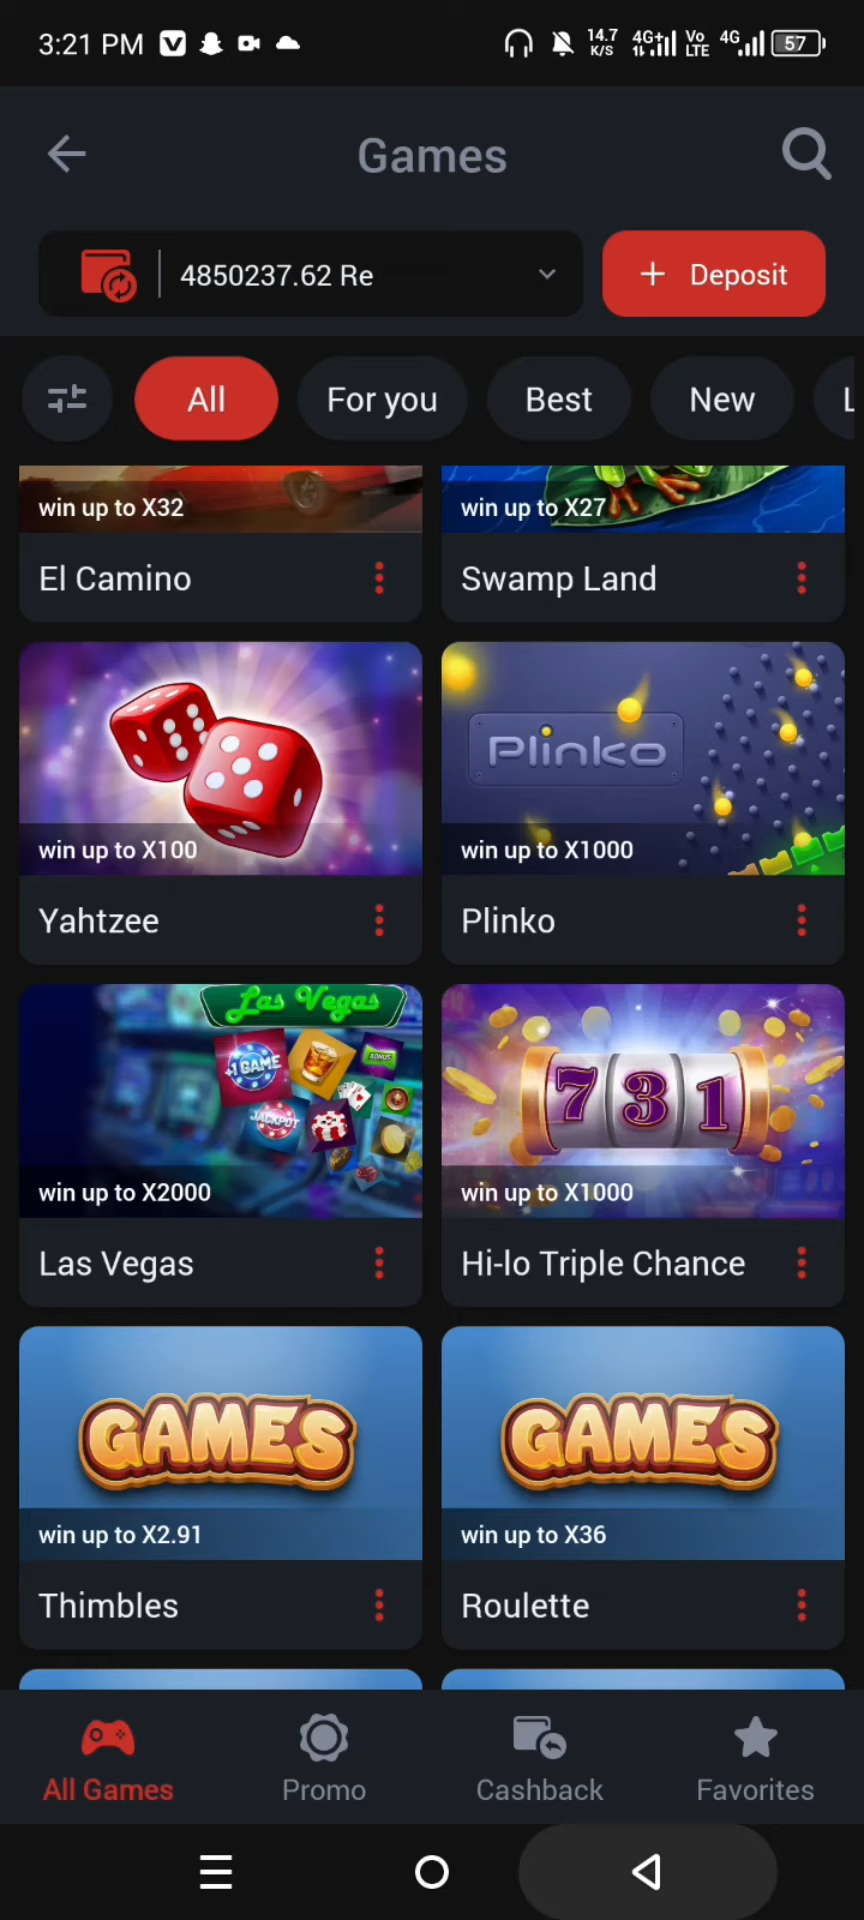 3:21 PM
14.7 K/S 4G+ Vo LTE 4G 57
Games
4850237.62 Re
+ Deposit
All For you Best New L
win up to X32
win up to X27
El Camino
Swamp Land
Plinko
win up to X100
win up to X1000
Yahtzee
Plinko
Las Vegas
+1 GAME
BONUS
JACKPOT
7 3 1
win up to X2000
win up to X1000
Las Vegas
Hi-lo Triple Chance
GAMES
GAMES
win up to X2.91
win up to X36
Thimbles
Roulette
All Games
Promo
Cashback
Favorites